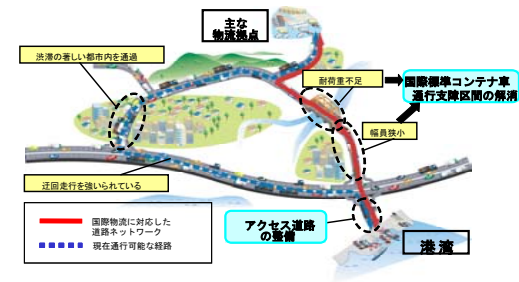 主な
物流拠点
渋滞の著しい都市内を通過
耐荷重不足
国際標準コンテナ車
通行支障区間の解消
幅員狭小
迂回走行を強いられている
アクセス道路
の整備
港湾
国際物流に対応した
道路ネットワーク
現在通行可能な経路